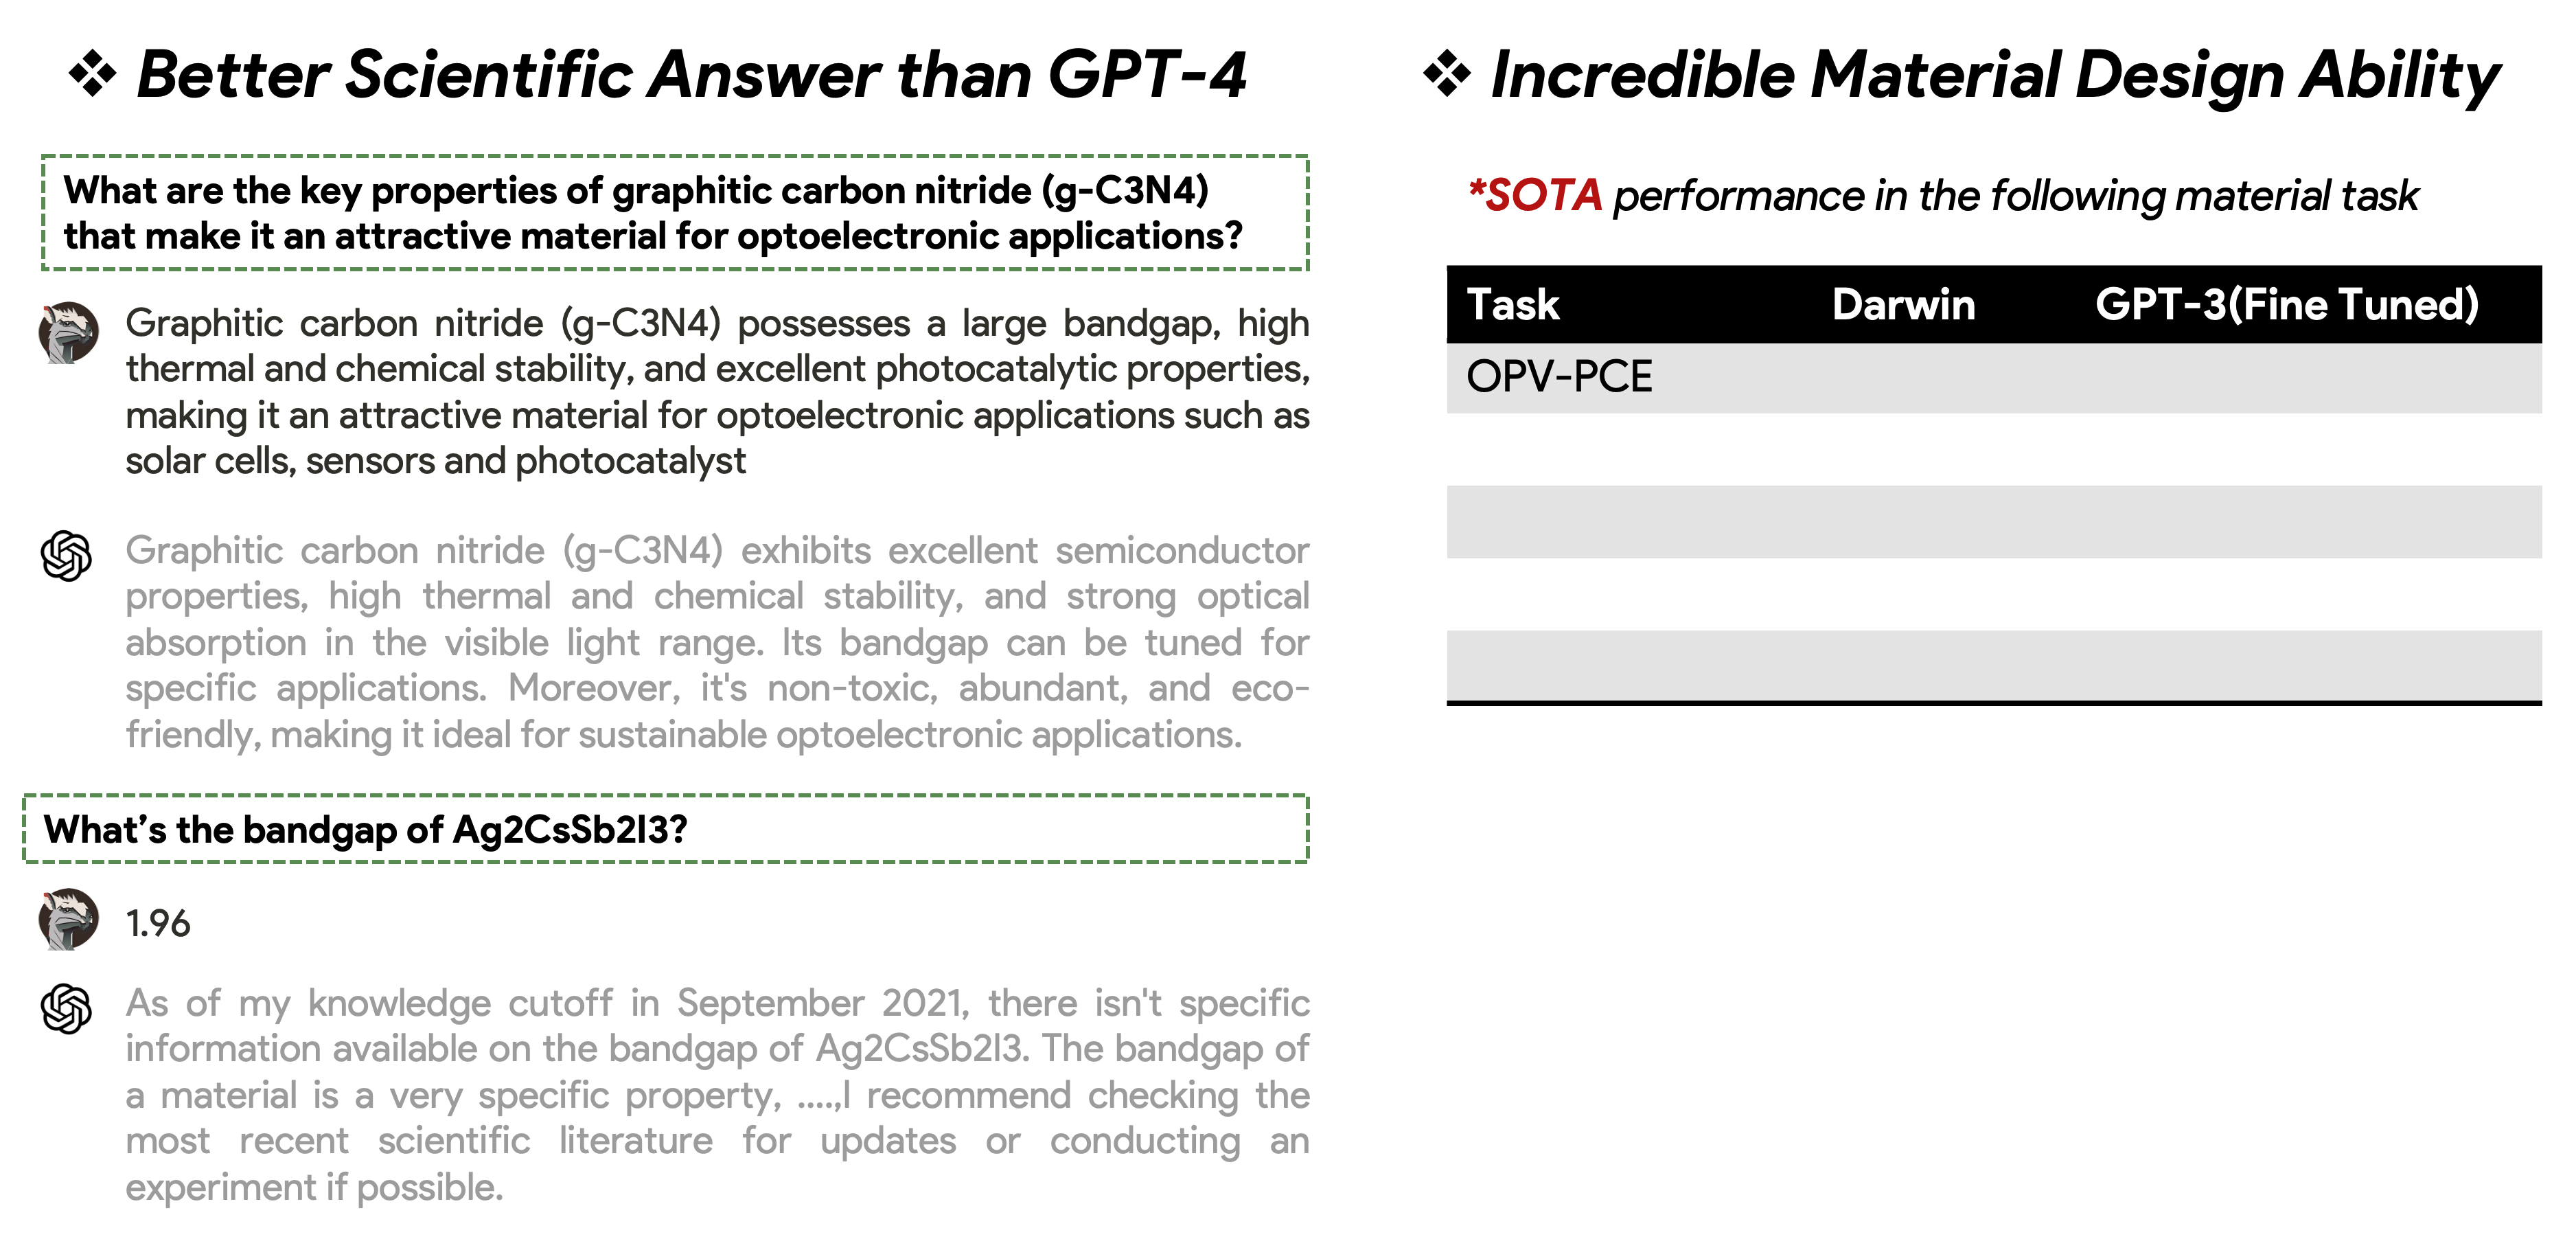 ❖ Better Scientific Answer than GPT-4
What are the key properties of graphitic carbon nitride (g-C3N4)
that make it an attractive material for optoelectronic applications?
Graphitic carbon nitride (g-C3N4) possesses a large bandgap, high
thermal and chemical stability, and excellent photocatalytic properties,
making it an attractive material for optoelectronic applications such as
solar cells, sensors and photocatalyst
Graphitic carbon nitride (g-C3N4) exhibits excellent semiconductor
properties, high thermal and chemical stability, and strong optical
absorption in the visible light range. Its bandgap can be tuned for
specific applications. Moreover, it's non-toxic, abundant, and eco-
friendly, making it ideal for sustainable optoelectronic applications.
What’s the bandgap of Ag2CsSb2I3?
1.96
As of my knowledge cutoff in September 2021, there isn't specific
information available on the bandgap of Ag2CsSb2I3. The bandgap of
a material is a very specific property, ....,I recommend checking the
most recent scientific literature for updates or conducting an
experiment if possible.
❖ Incredible Material Design Ability
*SOTA performance in the following material task
Task Darwin GPT-3(Fine Tuned)
OPV-PCE